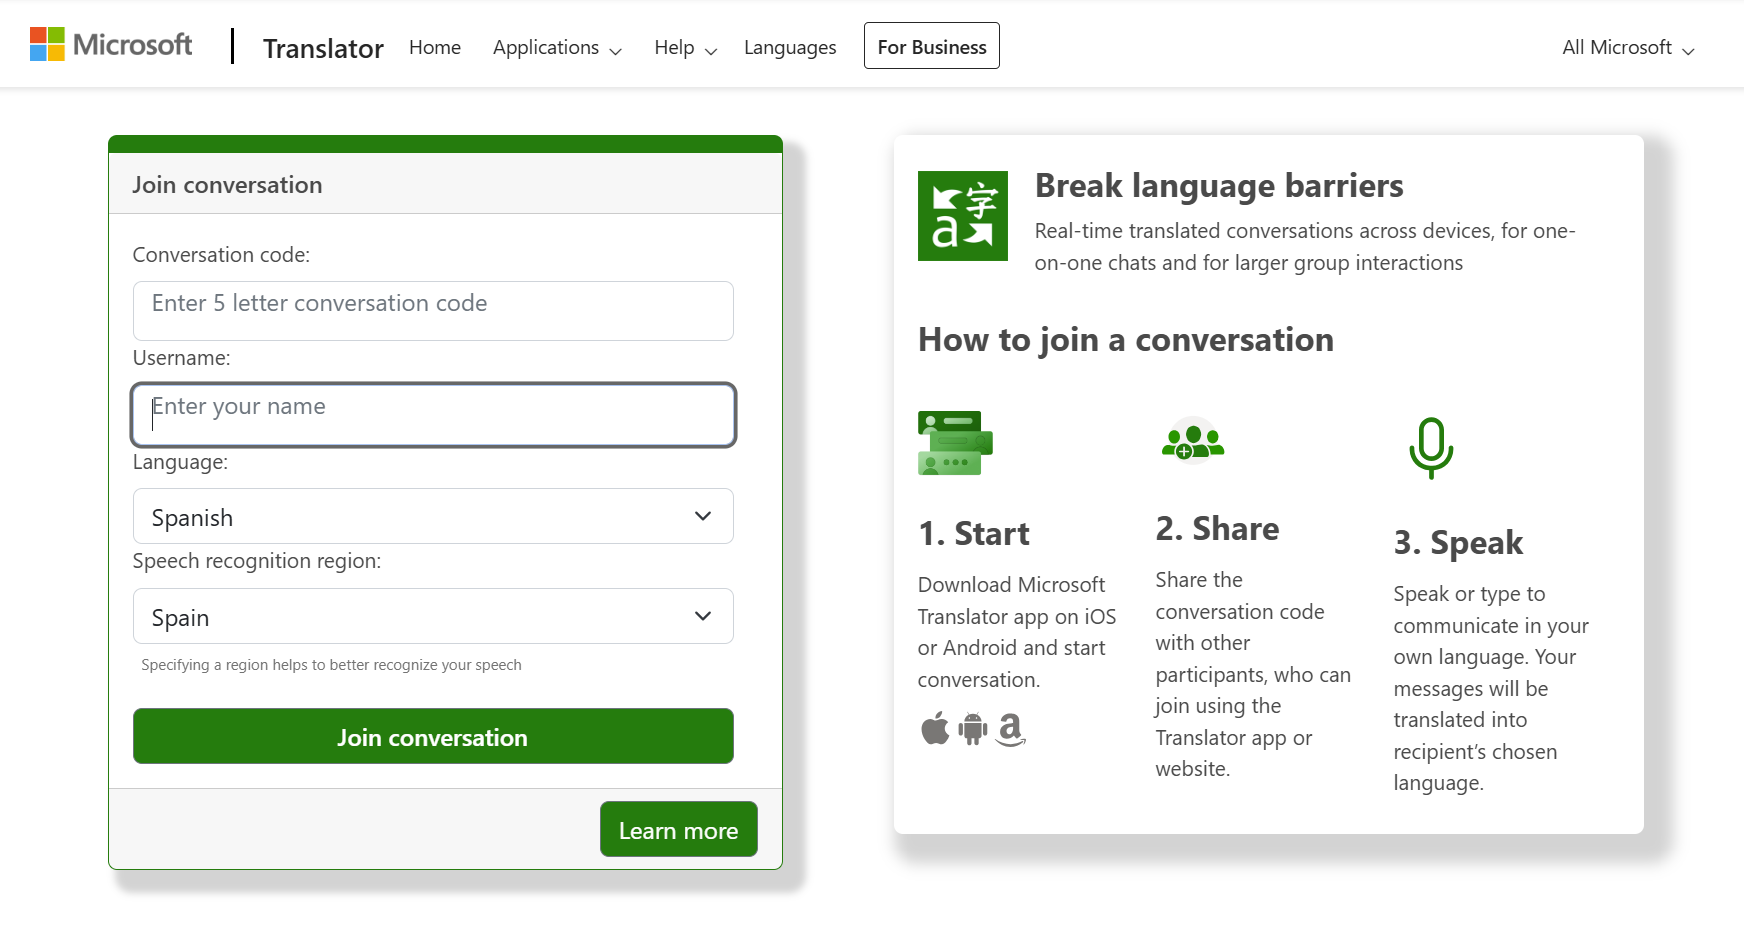 Microsoft
Translator
Home
Applications
Help
Languages
For Business
All Microsoft
Join conversation
Conversation code:
Enter 5 letter conversation code
Username:
Enter your name
Language:
Spanish
Speech recognition region:
Spain
Specifying a region helps to better recognize your speech
Join conversation
Learn more
Break language barriers
Real-time translated conversations across devices, for one-
on-one chats and for larger group interactions
How to join a conversation
1. Start
Download Microsoft
Translator app on iOS
or Android and start
conversation.
2. Share
Share the
conversation code
with other
participants, who can
join using the
Translator app or
website.
3. Speak
Speak or type to
communicate in your
own language. Your
messages will be
translated into
recipient’s chosen
language.